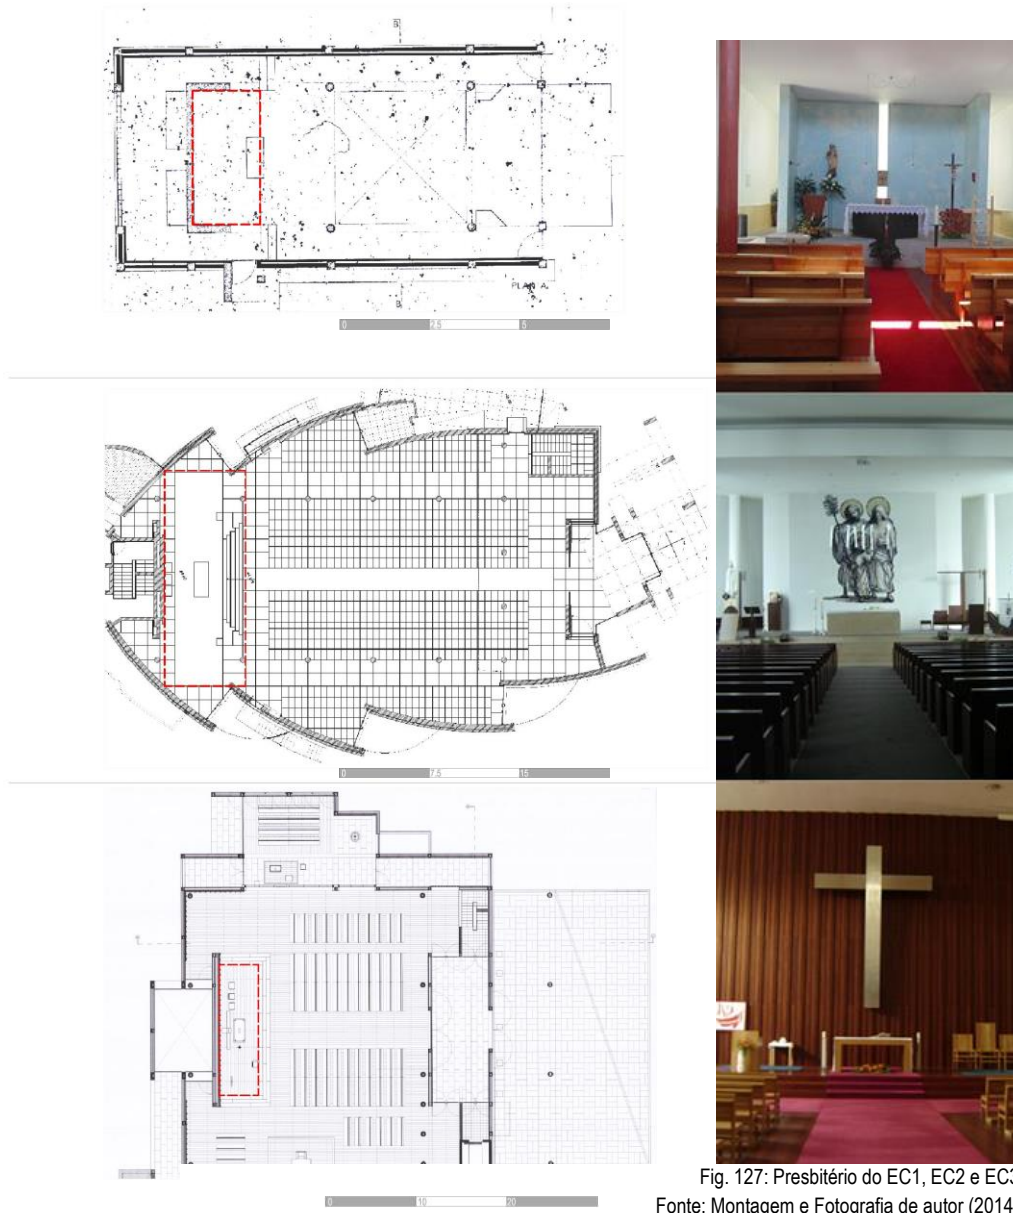 PLAN A.
0 2,5 5
0 7,5 15
0 10 20
Fig. 127: Presbitério do EC1, EC2 e EC3
Fonte: Montagem e Fotografia de autor (2014